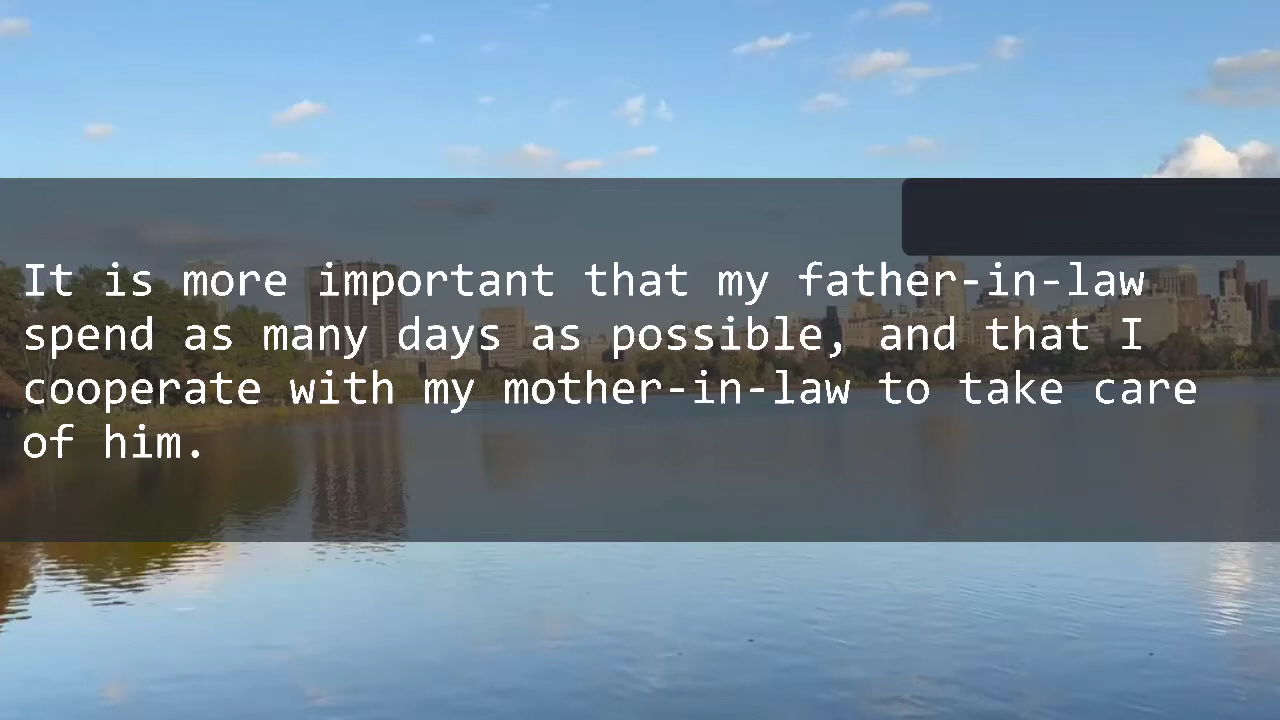 It is more important that my father-in-law
spend as many days as possible, and that I
cooperate with my mother-in-law to take care
of him.